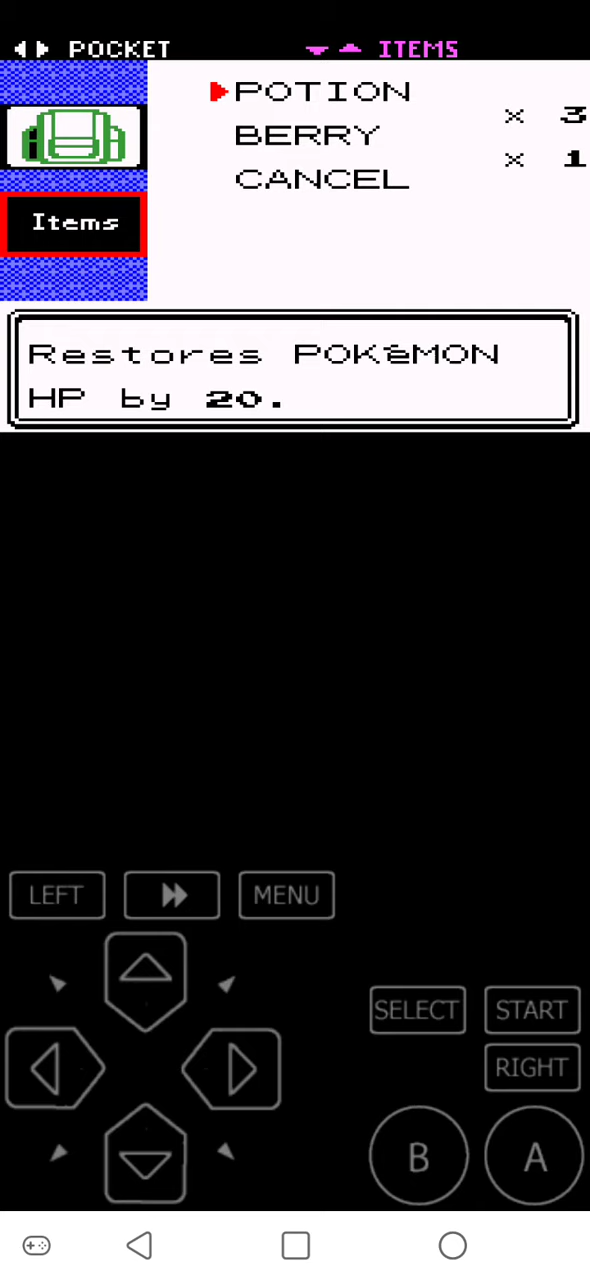 POCKET ITEMS
POTION
× 3
BERRY
× 1
CANCEL
Items
Restores POKéMON
HP by 20.
LEFT MENU
SELECT START
RIGHT
B A